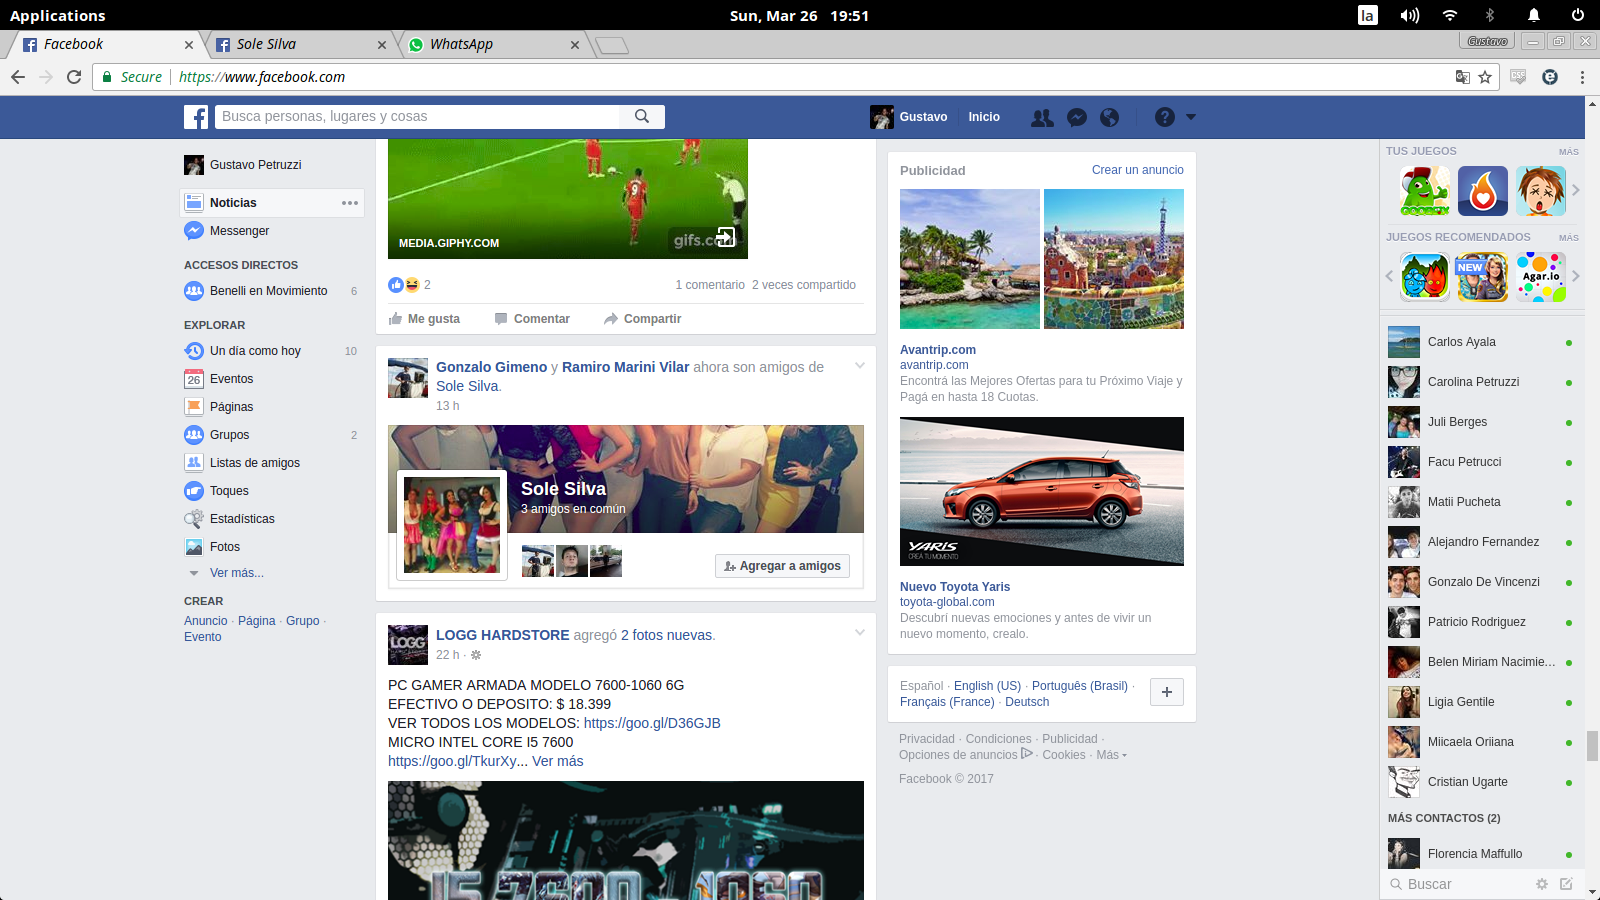 Applications
Sun, Mar 26 19:51
la
Facebook
Sole Silva
WhatsApp
Gustavo
Secure
https://www.facebook.com
Busca personas, lugares y cosas
Gustavo
Inicio
Gustavo Petruzzi
Noticias
Messenger
ACCESOS DIRECTOS
Benelli en Movimiento 6
EXPLORAR
Un día como hoy 10
26 Eventos
Páginas
Grupos 2
Listas de amigos
Toques
Estadísticas
Fotos
Ver más...
CREAR
Anuncio · Página · Grupo ·
Evento
9
MEDIA.GIPHY.COM
gifs.com
2
1 comentario 2 veces compartido
Me gusta Comentar Compartir
Gonzalo Gimeno y Ramiro Marini Vilar ahora son amigos de
Sole Silva.
13 h
Sole Silva
3 amigos en común
Agregar a amigos
LOGG
LOGG HARDSTORE agregó 2 fotos nuevas.
22 h ·
PC GAMER ARMADA MODELO 7600-1060 6G
EFECTIVO O DEPOSITO: $ 18.399
VER TODOS LOS MODELOS: https://goo.gl/D36GJB
MICRO INTEL CORE I5 7600
https://goo.gl/TkurXy... Ver más
I5 7600 1060
Publicidad
Crear un anuncio
Avantrip.com
avantrip.com
Encontrá las Mejores Ofertas para tu Próximo Viaje y
Pagá en hasta 18 Cuotas.
YARIS
CREÁ TU MOMENTO
Nuevo Toyota Yaris
toyota-global.com
Descubrí nuevas emociones y antes de vivir un
nuevo momento, crealo.
Español · English (US) · Português (Brasil) ·
Français (France) · Deutsch
Privacidad · Condiciones · Publicidad ·
Opciones de anuncios · Cookies · Más
Facebook © 2017
TUS JUEGOS
MÁS
JUEGOS RECOMENDADOS
MÁS
NEW
Agar.io
Carlos Ayala
Carolina Petruzzi
Juli Berges
Facu Petrucci
Matii Pucheta
Alejandro Fernandez
Gonzalo De Vincenzi
Patricio Rodriguez
Belen Miriam Nacimie...
Ligia Gentile
Miicaela Oriiana
Cristian Ugarte
MÁS CONTACTOS (2)
Florencia Maffullo
Buscar